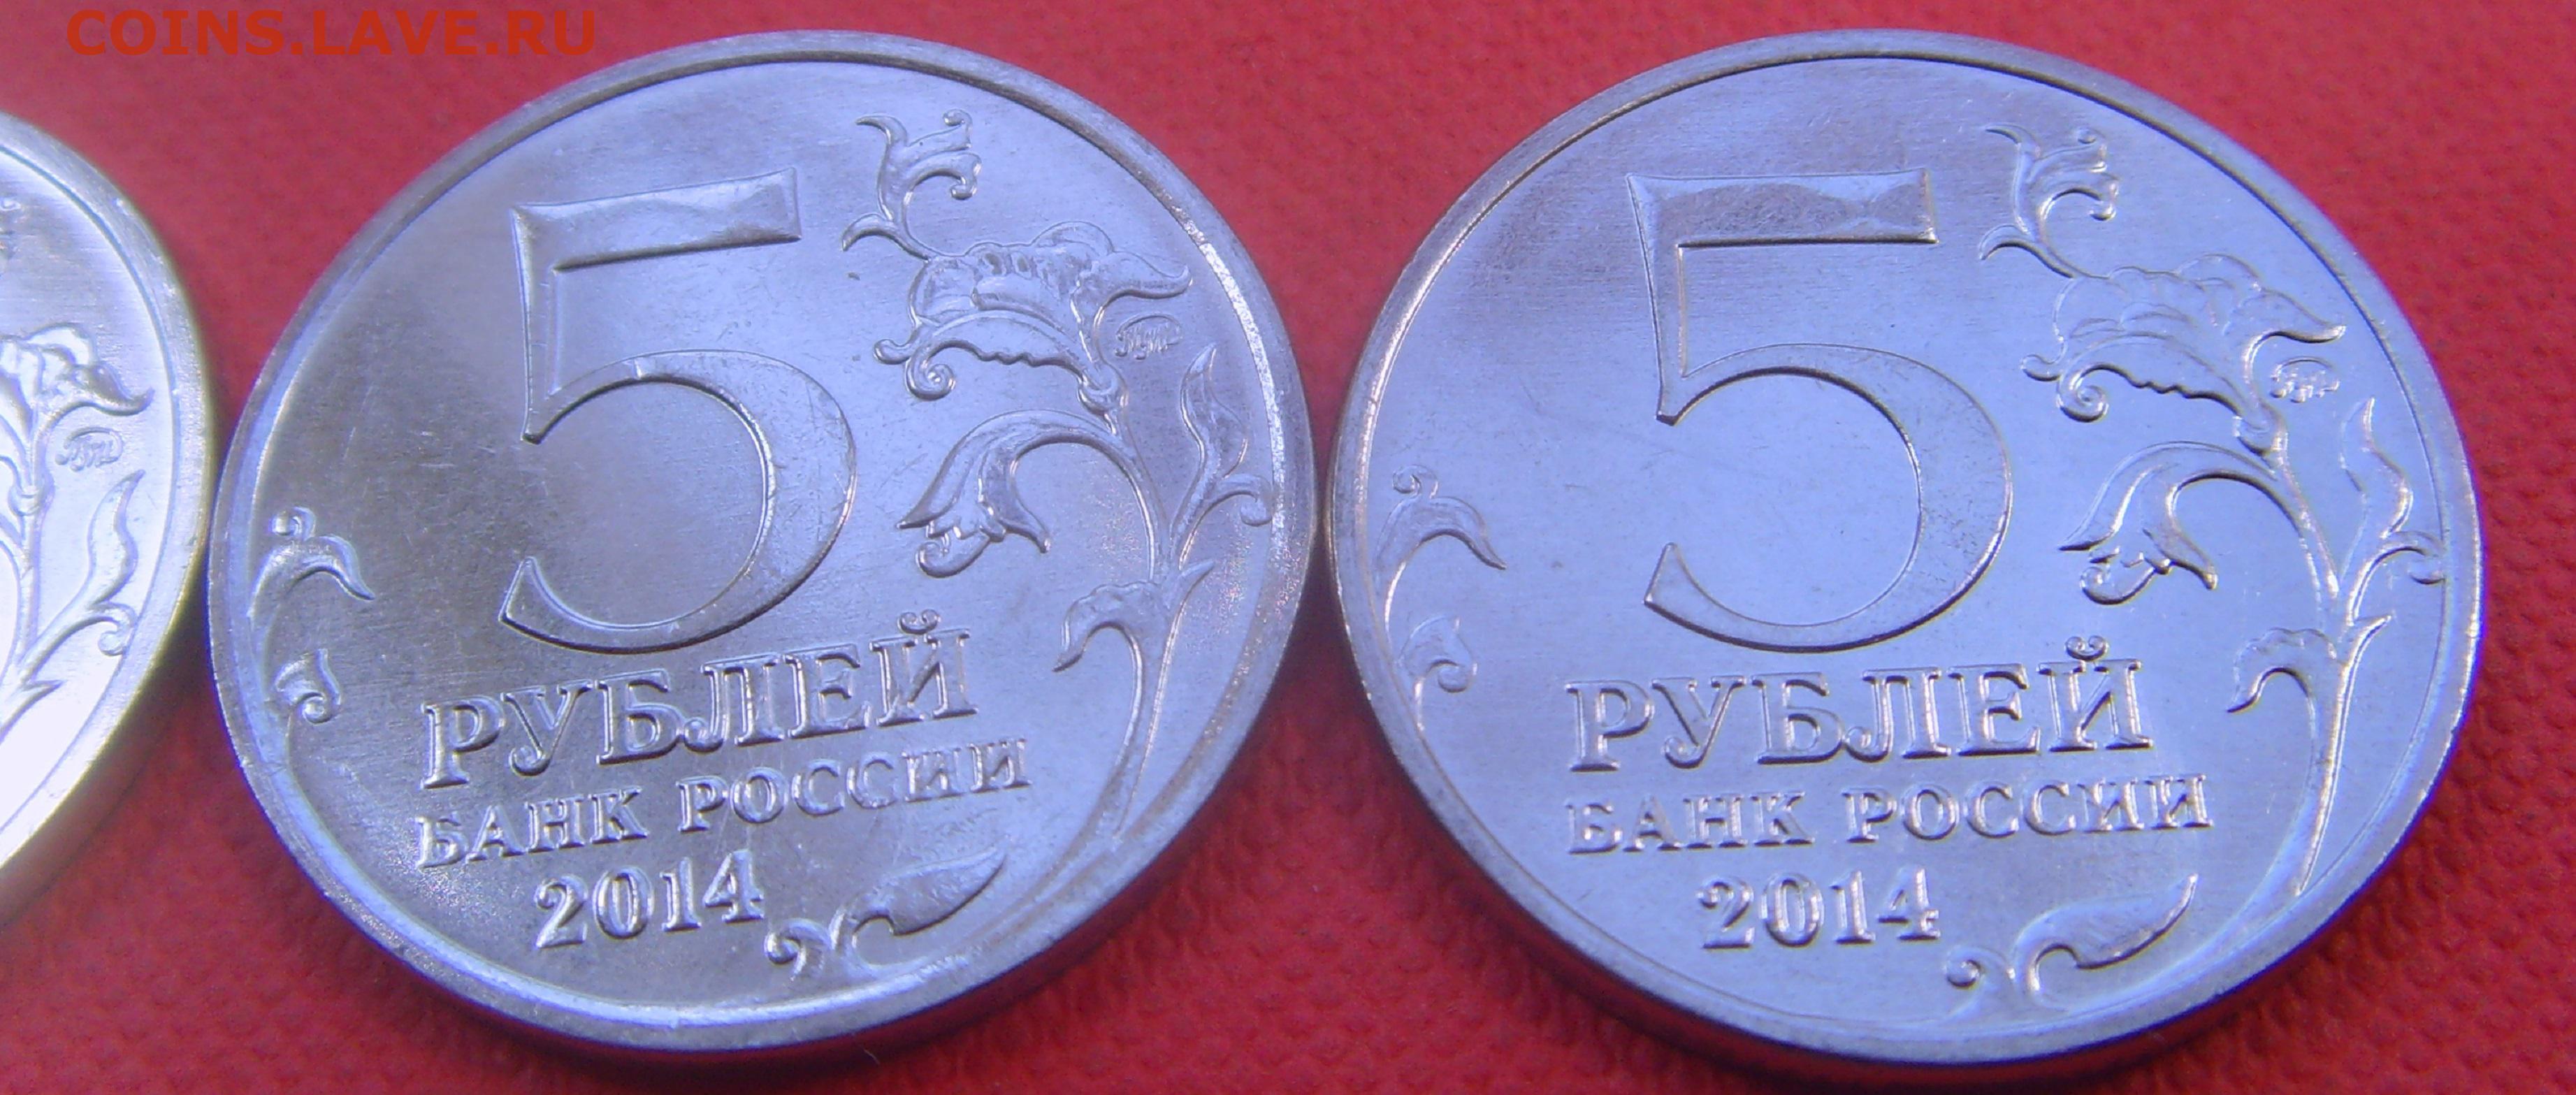 COINS.LAVE.RU
5
РУБЛЕЙ
БАНК РОССИИ
2014
5
РУБЛЕЙ
БАНК РОССИИ
2014